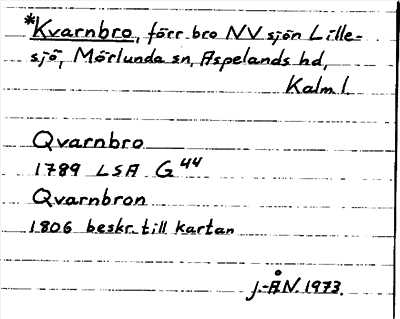 *Kvarnbro, förr bro NV sjön Lille-
sjö, Mörlunda sn, Aspelands hd,
Kalm. l.
Qvarnbro
1789 LSA G44
Qvarnbron
1806 beskr. till kartan
J.-Å N. 1973.